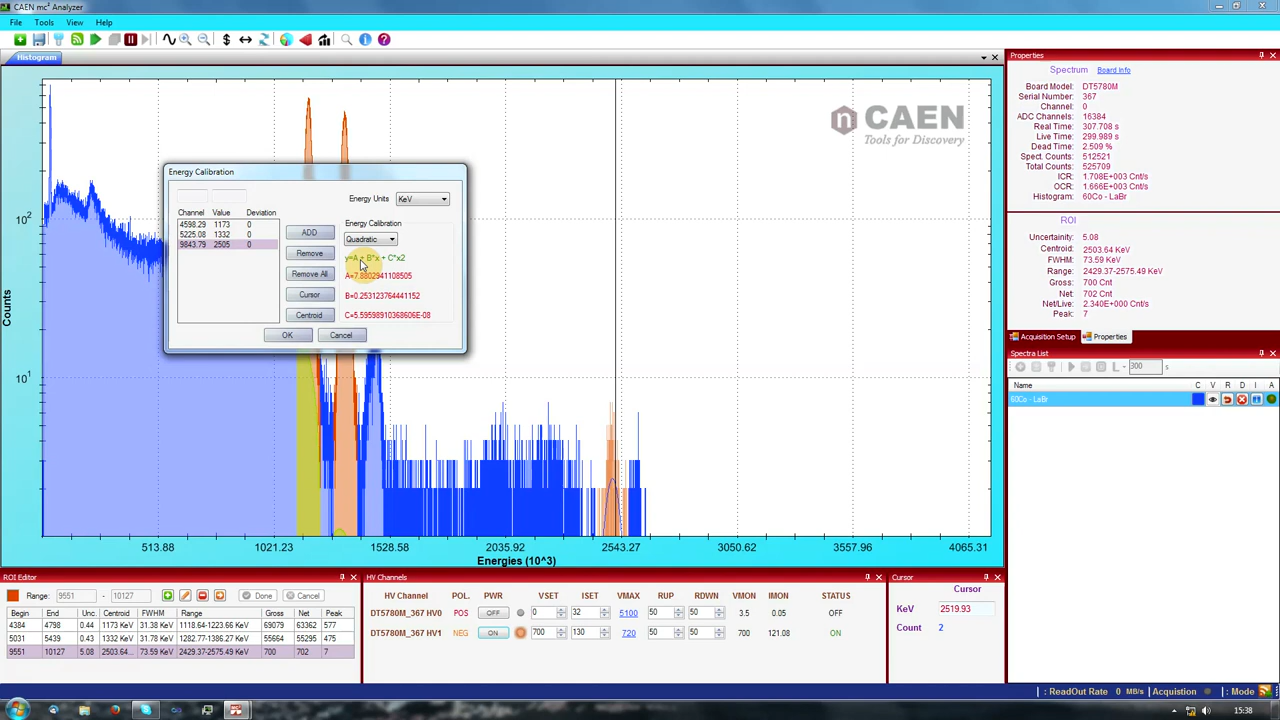 CAEN mc² Analyzer
File Tools View Help
Histogram
n CAEN
Tools for Discovery
Counts
10²
10¹
513.88 1021.23 1528.58 2035.92 2543.27 3050.62 3557.96 4065.31
Energies (10^3)
Energy Calibration
Energy Units KeV
Channel Value Deviation
4598.29 1173 0
5225.08 1332 0
9843.79 2505 0
ADD
Remove
Remove All
Cursor
Centroid
Energy Calibration
Quadratic
y=A + B*x + C*x2
A=7.8802941108505
B=0.253123764441152
C=5.59598910368606E-08
OK Cancel
Properties
Spectrum Board Info
Board Model: DT5780M
Serial Number: 367
Channel: 0
ADC Channels: 16384
Real Time: 307.708 s
Live Time: 299.989 s
Dead Time: 2.509 %
Spect. Counts: 512521
Total Counts: 525709
ICR: 1.708E+003 Cnt/s
OCR: 1.666E+003 Cnt/s
Histogram: 60Co - LaBr
ROI
Uncertainity: 5.08
Centroid: 2503.64 KeV
FWHM: 73.59 KeV
Range: 2429.37-2575.49 KeV
Gross: 700 Cnt
Net: 702 Cnt
Net/Live: 2.340E+000 Cnt/s
Peak: 7
Acquisition Setup Properties
Spectra List
L - 300 s
Name C V R D I A
60Co - LaBr
ROI Editor
Range: 9551 - 10127 Done Cancel
Begin End Unc. Centroid FWHM Range Gross Net Peak
4384 4798 0.44 1173 KeV 31.38 KeV 1118.64-1223.66 KeV 69079 63362 577
5031 5439 0.43 1332 KeV 31.78 KeV 1282.77-1386.27 KeV 55664 55295 475
9551 10127 5.08 2503.64... 73.59 KeV 2429.37-2575.49 KeV 700 702 7
HV Channels
HV Channel POL. PWR VSET ISET VMAX RUP RDWN VMON IMON STATUS
DT5780M_367 HV0 POS OFF 0 32 5100 50 50 3.5 0.05 OFF
DT5780M_367 HV1 NEG ON 700 130 720 50 50 700 121.08 ON
Cursor
Cursor
KeV 2519.93
Count 2
: ReadOut Rate 0 MB/s Acquistion : Mode
15:38